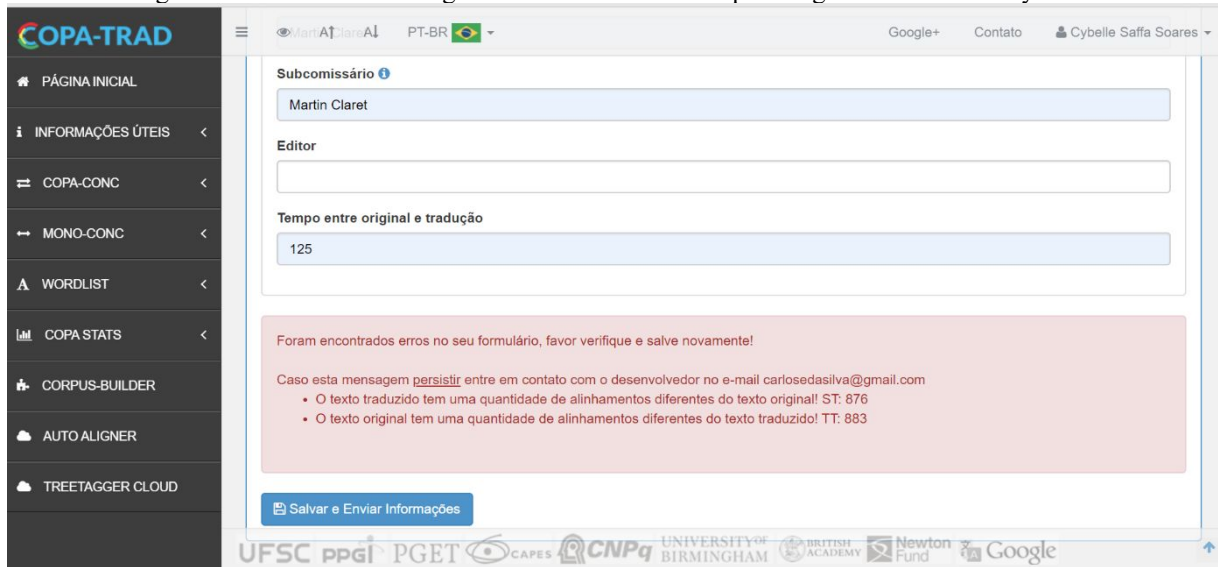 COPA-TRAD
PT-BR
Google+
Contato
Cybelle Saffa Soares
PÁGINA INICIAL
INFORMAÇÕES ÚTEIS
COPA-CONC
MONO-CONC
WORDLIST
COPA STATS
CORPUS-BUILDER
AUTO ALIGNER
TREETAGGER CLOUD
Subcomissário
Martin Claret
Editor
Tempo entre original e tradução
125
Foram encontrados erros no seu formulário, favor verifique e salve novamente!
Caso esta mensagem persistir entre em contato com o desenvolvedor no e-mail carlosedasilva@gmail.com
• O texto traduzido tem uma quantidade de alinhamentos diferentes do texto original! ST: 876
• O texto original tem uma quantidade de alinhamentos diferentes do texto traduzido! TT: 883
Salvar e Enviar Informações
UFSC ppgi PGET CAPES CNPq UNIVERSITY OF BIRMINGHAM BRITISH ACADEMY Newton Fund Google